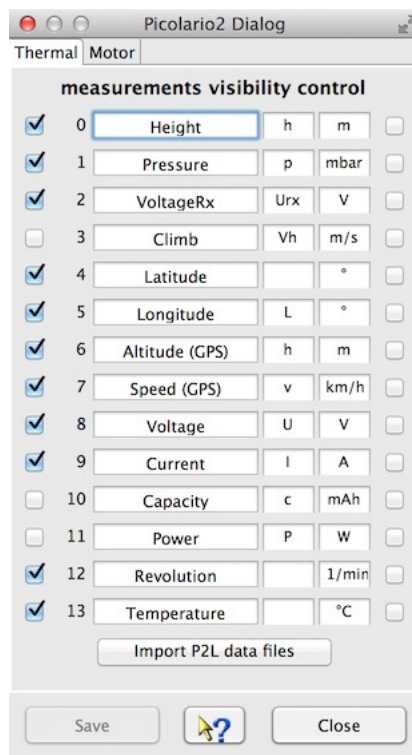 Picolario2 Dialog
Thermal Motor
measurements visibility control
0 Height h m
1 Pressure p mbar
2 VoltageRx Urx V
3 Climb Vh m/s
4 Latitude °
5 Longitude L °
6 Altitude (GPS) h m
7 Speed (GPS) v km/h
8 Voltage U V
9 Current I A
10 Capacity c mAh
11 Power P W
12 Revolution 1/min
13 Temperature °C
Import P2L data files
Save ? Close